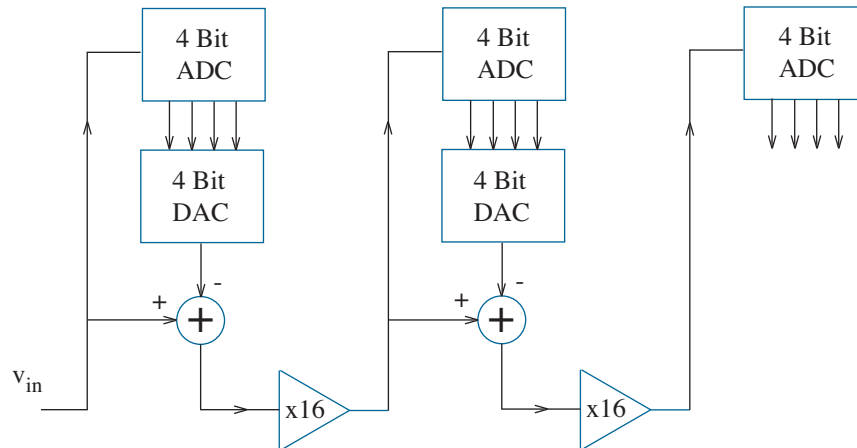 4 Bit
ADC
4 Bit
ADC
4 Bit
ADC
4 Bit
DAC
4 Bit
DAC
-
-
+
+
+
+
v_in
x16
x16